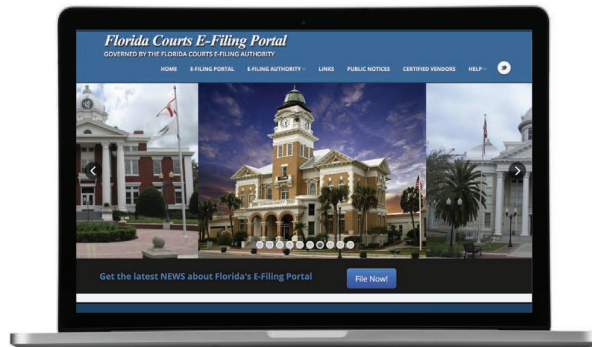 Florida Courts E-Filing Portal
GOVERNED BY THE FLORIDA COURTS E-FILING AUTHORITY
HOME E-FILING PORTAL E-FILING AUTHORITY LINKS PUBLIC NOTICES CERTIFIED VENDORS HELP
Get the latest NEWS about Florida's E-Filing Portal File Now!